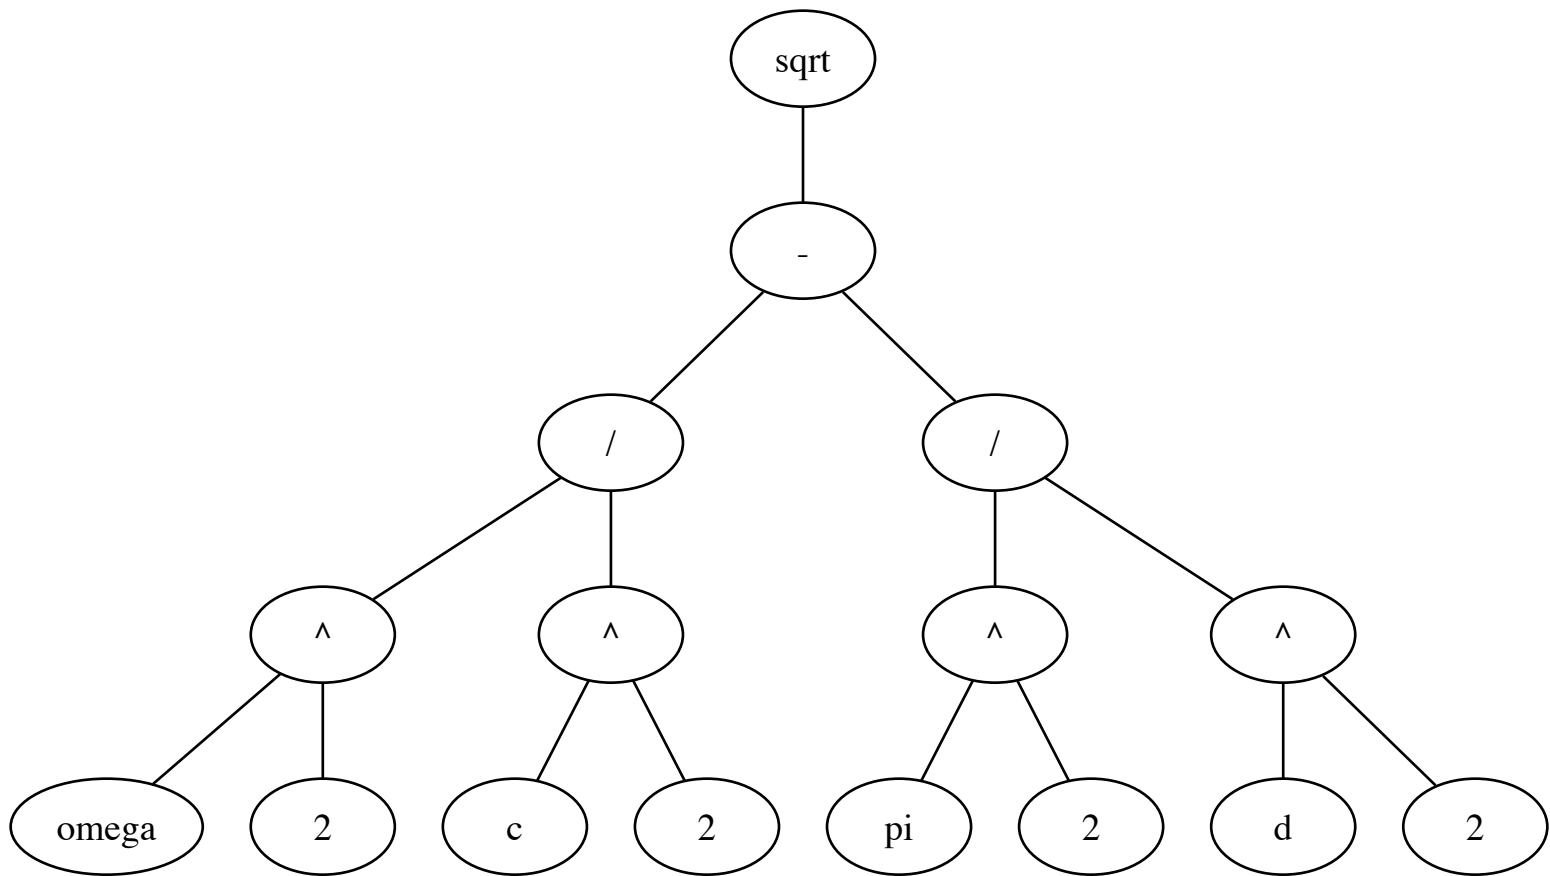 sqrt
-
/ /
^ ^ ^ ^
omega 2 c 2 pi 2 d 2